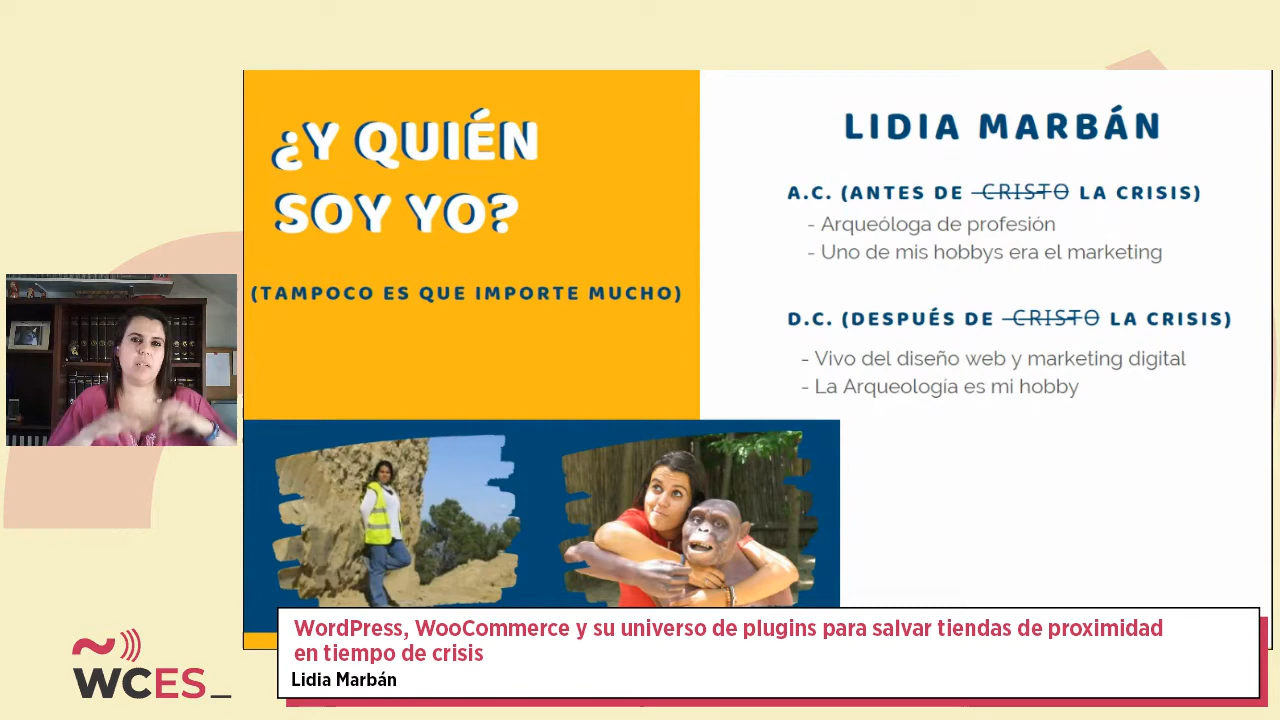 ¿Y QUIÉN
SOY YO?
(TAMPOCO ES QUE IMPORTE MUCHO)
LIDIA MARBÁN
A.C. (ANTES DE CRISTO LA CRISIS)
- Arqueóloga de profesión
- Uno de mis hobbys era el marketing
D.C. (DESPUÉS DE CRISTO LA CRISIS)
- Vivo del diseño web y marketing digital
- La Arqueología es mi hobby
WordPress, WooCommerce y su universo de plugins para salvar tiendas de proximidad
en tiempo de crisis
Lidia Marbán
WCES_